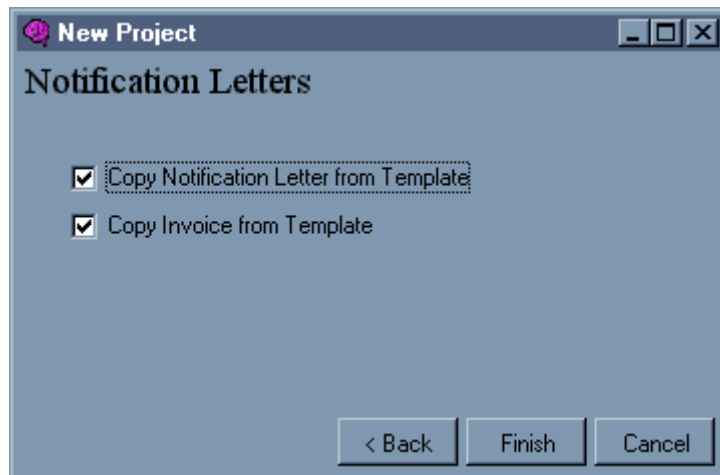 New Project
Notification Letters
Copy Notification Letter from Template
Copy Invoice from Template
< Back Finish Cancel